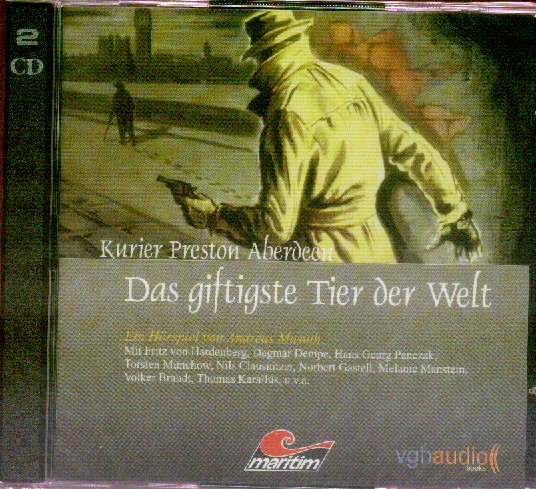 2
CD
Kurier Preston Aberdeen
Das giftigste Tier der Welt
Ein Hörspiel von Andreas Masuth
Mit Fritz von Hardenberg, Dagmar Dempe, Hans Georg Panczak,
Torsten Münchow, Nils Clausnitzer, Norbert Gastell, Melanie Manstein,
Volker Brandt, Thomas Karallus, u.v.a.
maritim
vghaudio
books